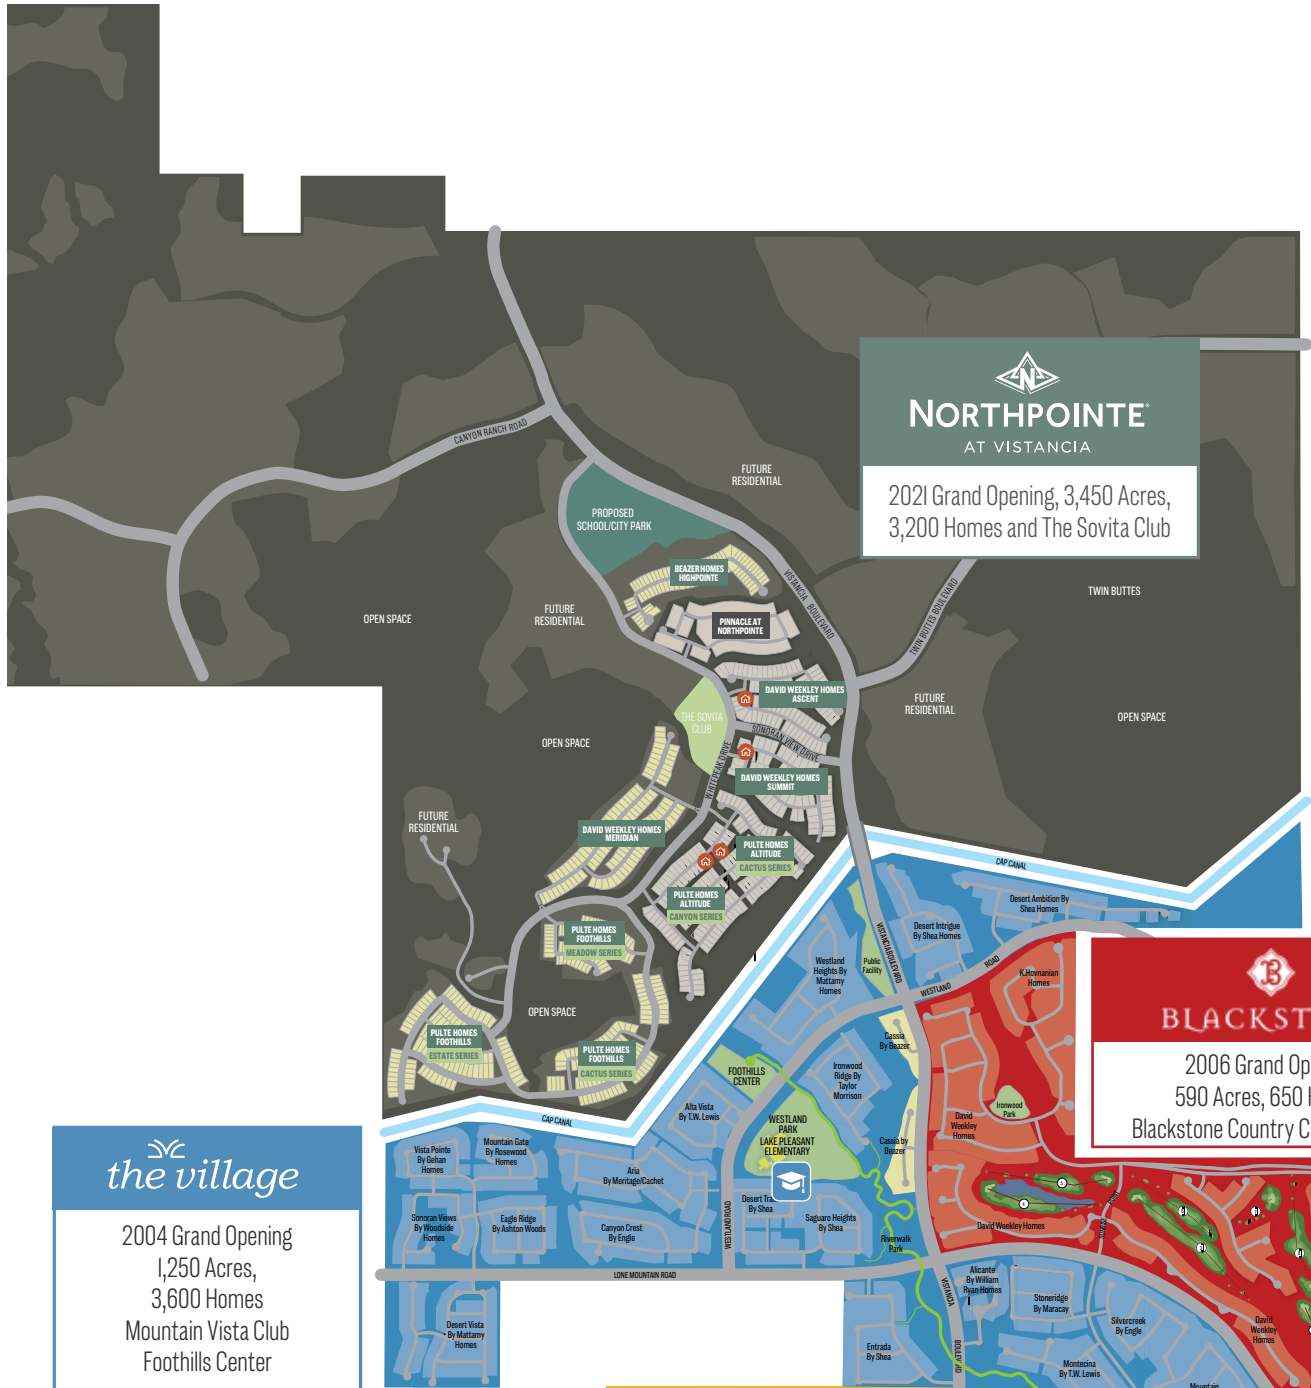 CANYON RANCH ROAD
NORTHPOINTE
AT VISTANCIA
2021 Grand Opening, 3,450 Acres,
3,200 Homes and The Sovita Club
FUTURE
RESIDENTIAL
PROPOSED
SCHOOL/CITY PARK
BEAZER HOMES
HIGHPOINTE
VISTANCIA BOULEVARD
TWIN BUTTES BOULEVARD
TWIN BUTTES
OPEN SPACE
FUTURE
RESIDENTIAL
PINNACLE AT
NORTHPOINTE
DAVID WEEKLEY HOMES
ASCENT
FUTURE
RESIDENTIAL
OPEN SPACE
THE SOVITA
CLUB
SONORAN VIEW DRIVE
OPEN SPACE
WHITEPEAK DRIVE
DAVID WEEKLEY HOMES
SUMMIT
FUTURE
RESIDENTIAL
DAVID WEEKLEY HOMES
MERIDIAN
PULTE HOMES
ALTITUDE
CACTUS SERIES
CAP CANAL
PULTE HOMES
ALTITUDE
CANYON SERIES
Desert Ambition By
Shea Homes
PULTE HOMES
FOOTHILLS
MEADOW SERIES
VISTANCIA BOULEVARD
Desert Intrigue
By Shea Homes
Westland
Heights By
Mattamy
Homes
Public
Facility
WESTLAND
ROAD
K.Hovnanian
Homes
BLACKST
2006 Grand Op
590 Acres, 650
Blackstone Country C
OPEN SPACE
PULTE HOMES
FOOTHILLS
ESTATE SERIES
PULTE HOMES
FOOTHILLS
CACTUS SERIES
Cassia
By Beazer
FOOTHILLS
CENTER
Ironwood
Ridge By
Taylor
Morrison
Ironwood
Park
CAP CANAL
Alta Vista
By T.W. Lewis
WESTLAND
PARK
LAKE PLEASANT
ELEMENTARY
David
Weekley
Homes
Cassia by
Beazer
the village
2004 Grand Opening
1,250 Acres,
3,600 Homes
Mountain Vista Club
Foothills Center
Vista Pointe
By Gehan
Homes
Mountain Gate
By Rosewood
Homes
Aria
By Meritage/Cachet
Desert Tra
By Shea
Saguaro Heights
By Shea
Sonoran Views
By Woodside
Homes
Eagle Ridge
By Ashton Woods
Canyon Crest
By Engle
WESTLAND ROAD
Riverwalk
Park
David Weekley Homes
POINT
LONE MOUNTAIN ROAD
Alicante
By William
Ryan Homes
VISTANCIA
BOULEVARD
Stoneridge
By Maracay
Silvercreek
By Engle
David
Weekley
Homes
Desert Vista
By Mattamy
Homes
Entrada
By Shea
Montecina
By T.W. Lewis
Mountain